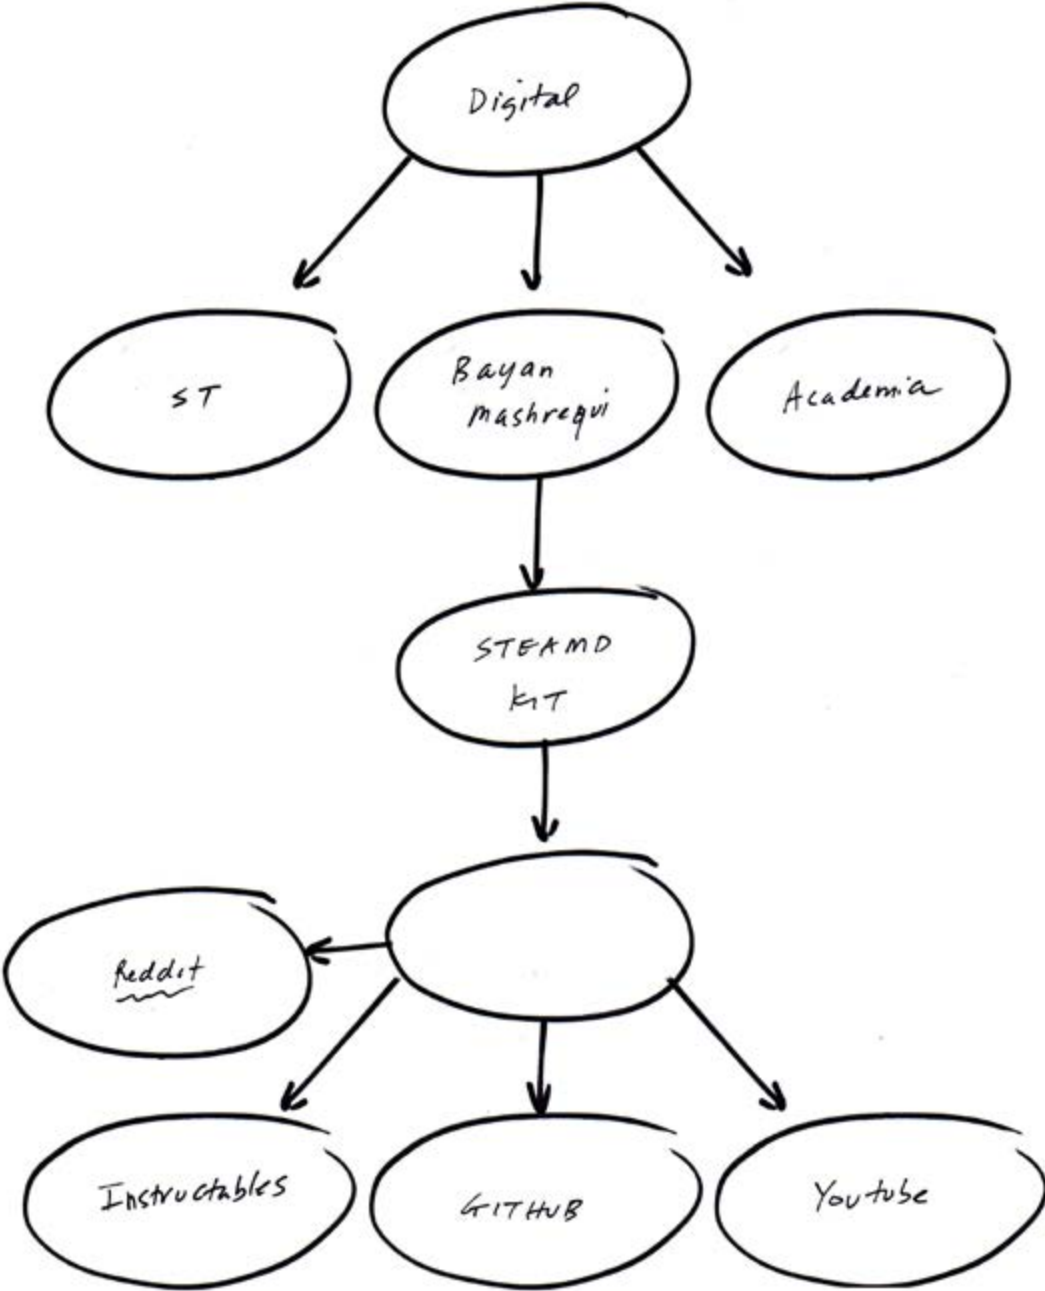 Digital
ST
Bayan
Mashrequi
Academia
STEAMD
KIT
Reddit
Instructables
GITHUB
Youtube